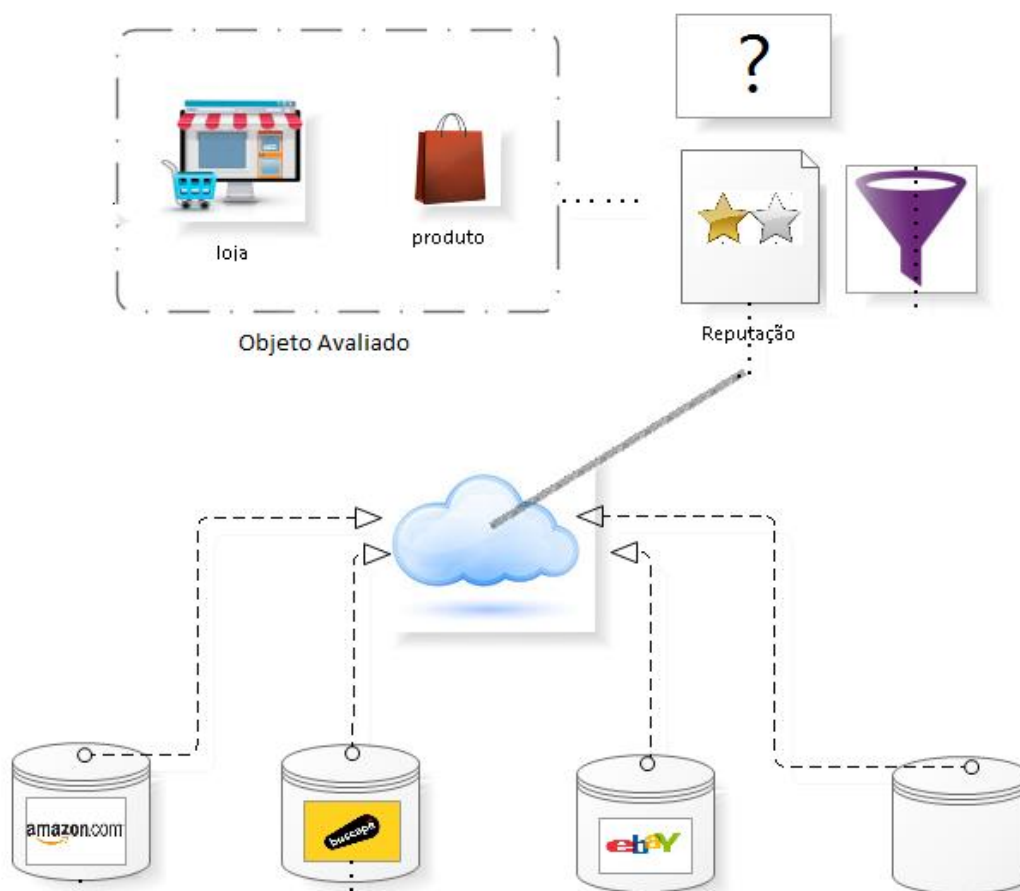 ?
loja
produto
Objeto Avaliado
Reputação
amazon.com
buscapé
ebaY